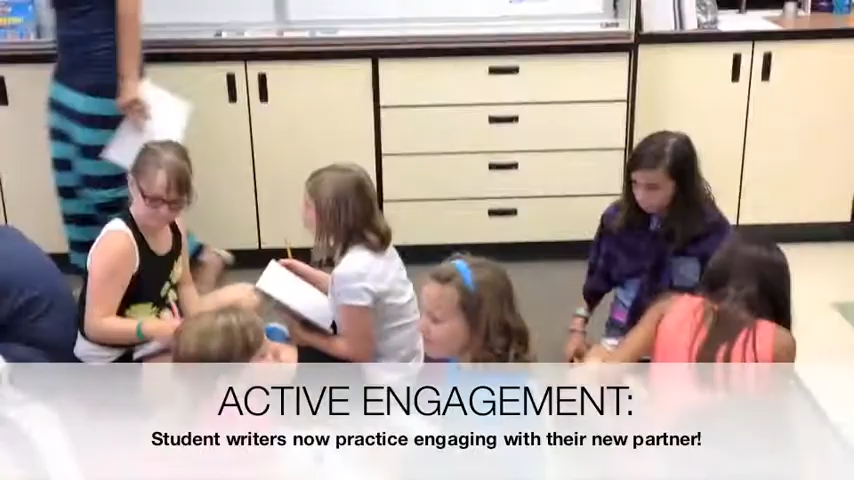 ACTIVE ENGAGEMENT:
Student writers now practice engaging with their new partner!